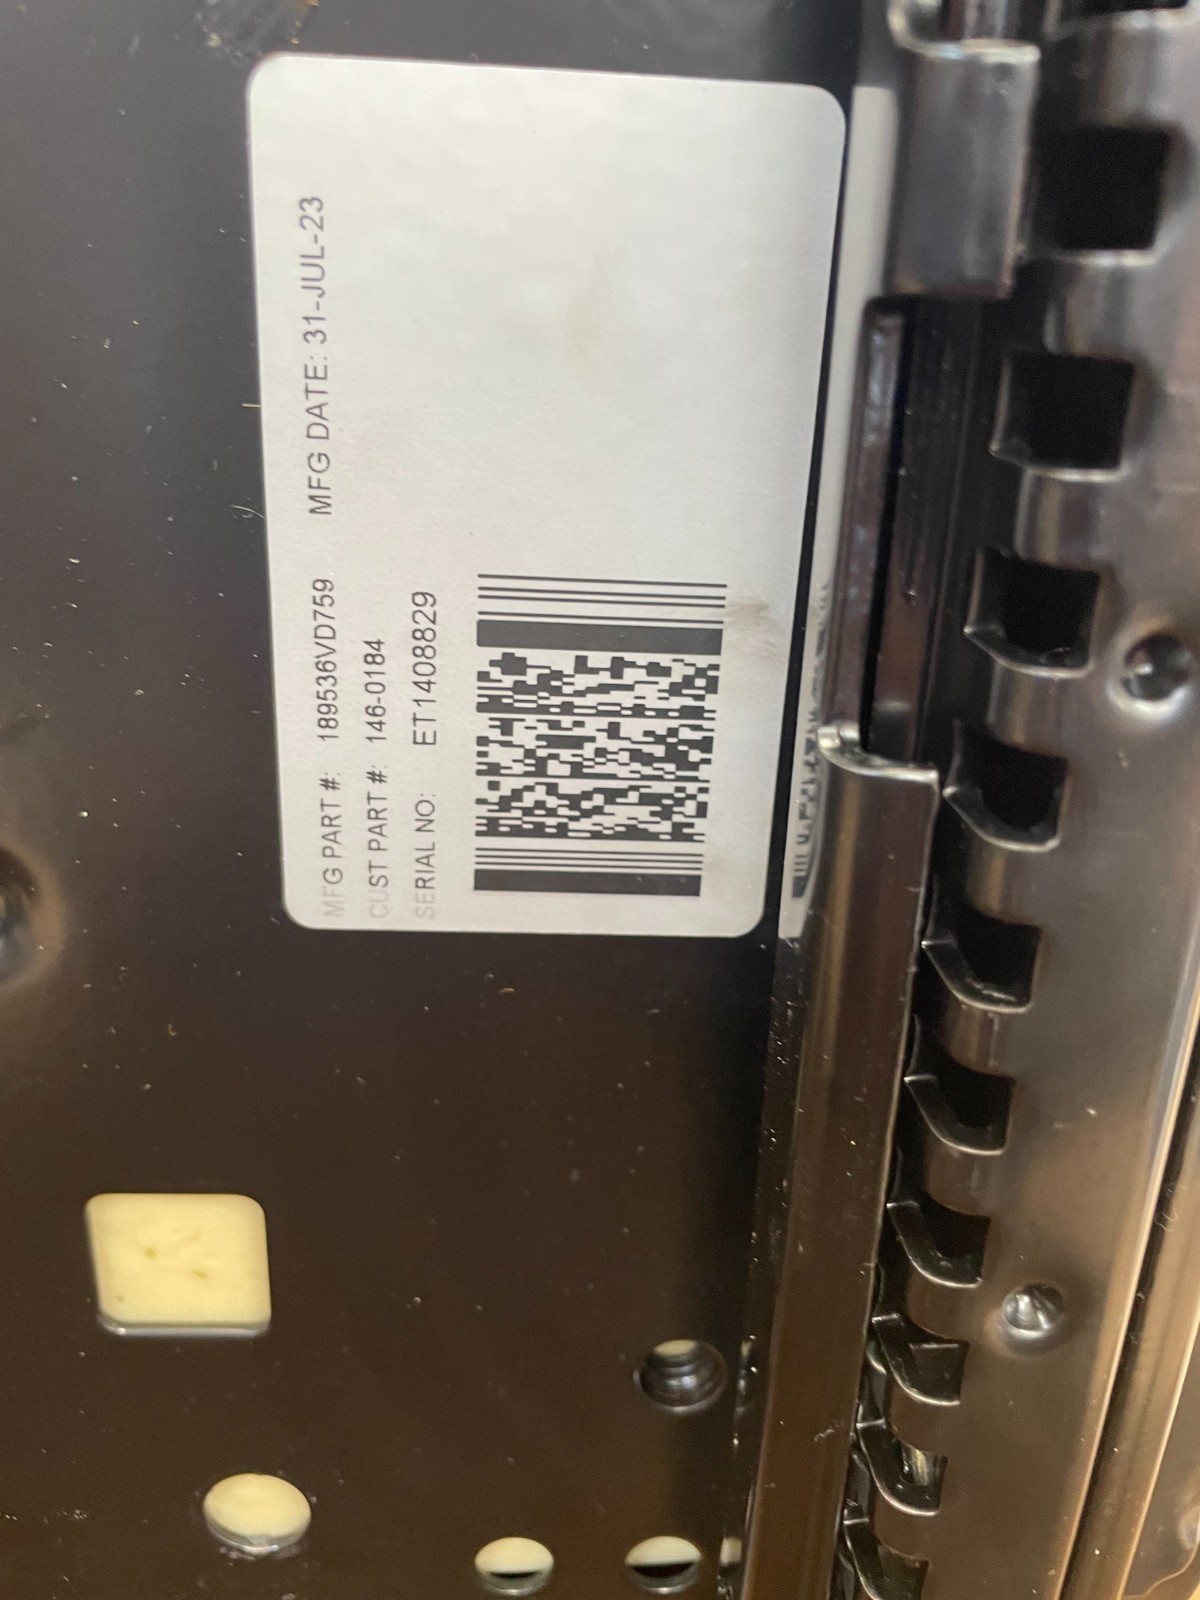 MFG PART #: 189536VD759 MFG DATE: 31-JUL-23
CUST PART #: 146-0184
SERIAL NO: ET1408829